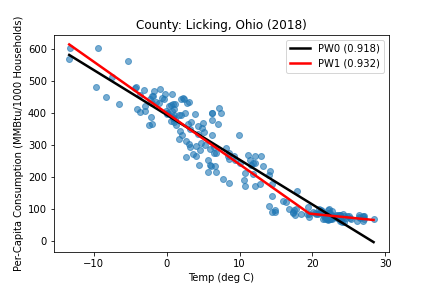 County: Licking, Ohio (2018)
PW0 (0.918)
PW1 (0.932)
Per-Capita Consumption (MMBtu/1000 Households)
600
500
400
300
200
100
0
−10
0
10
20
30
Temp (deg C)